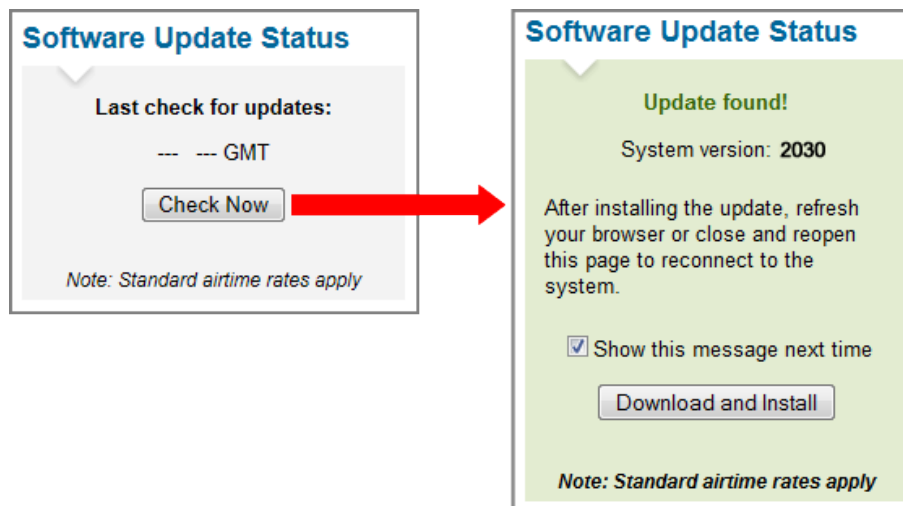 Software Update Status
Last check for updates:
--- --- GMT
Check Now
Note: Standard airtime rates apply
Software Update Status
Update found!
System version: 2030
After installing the update, refresh
your browser or close and reopen
this page to reconnect to the
system.
Show this message next time
Download and Install
Note: Standard airtime rates apply